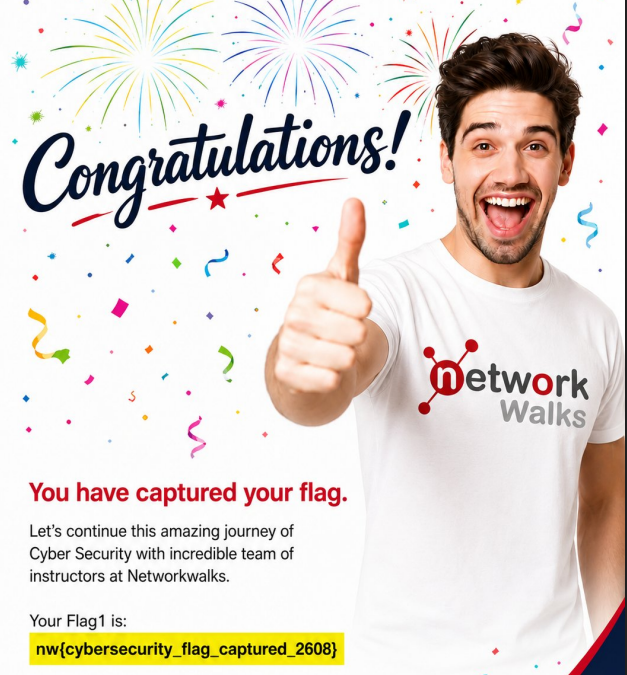 Congratulations!
network
Walks
You have captured your flag.
Let's continue this amazing journey of
Cyber Security with incredible team of
instructors at Networkwalks.
Your Flag1 is:
nw{cybersecurity_flag_captured_2608}